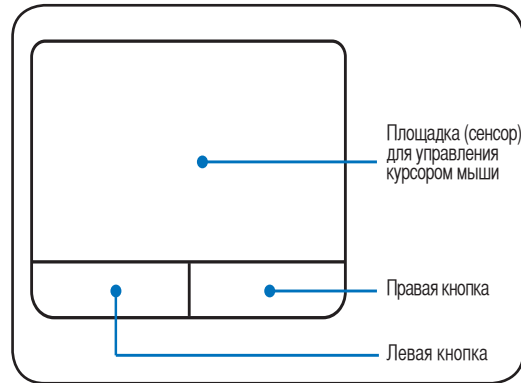 Площадка (сенсор)
для управления
курсором мыши
Правая кнопка
Левая кнопка